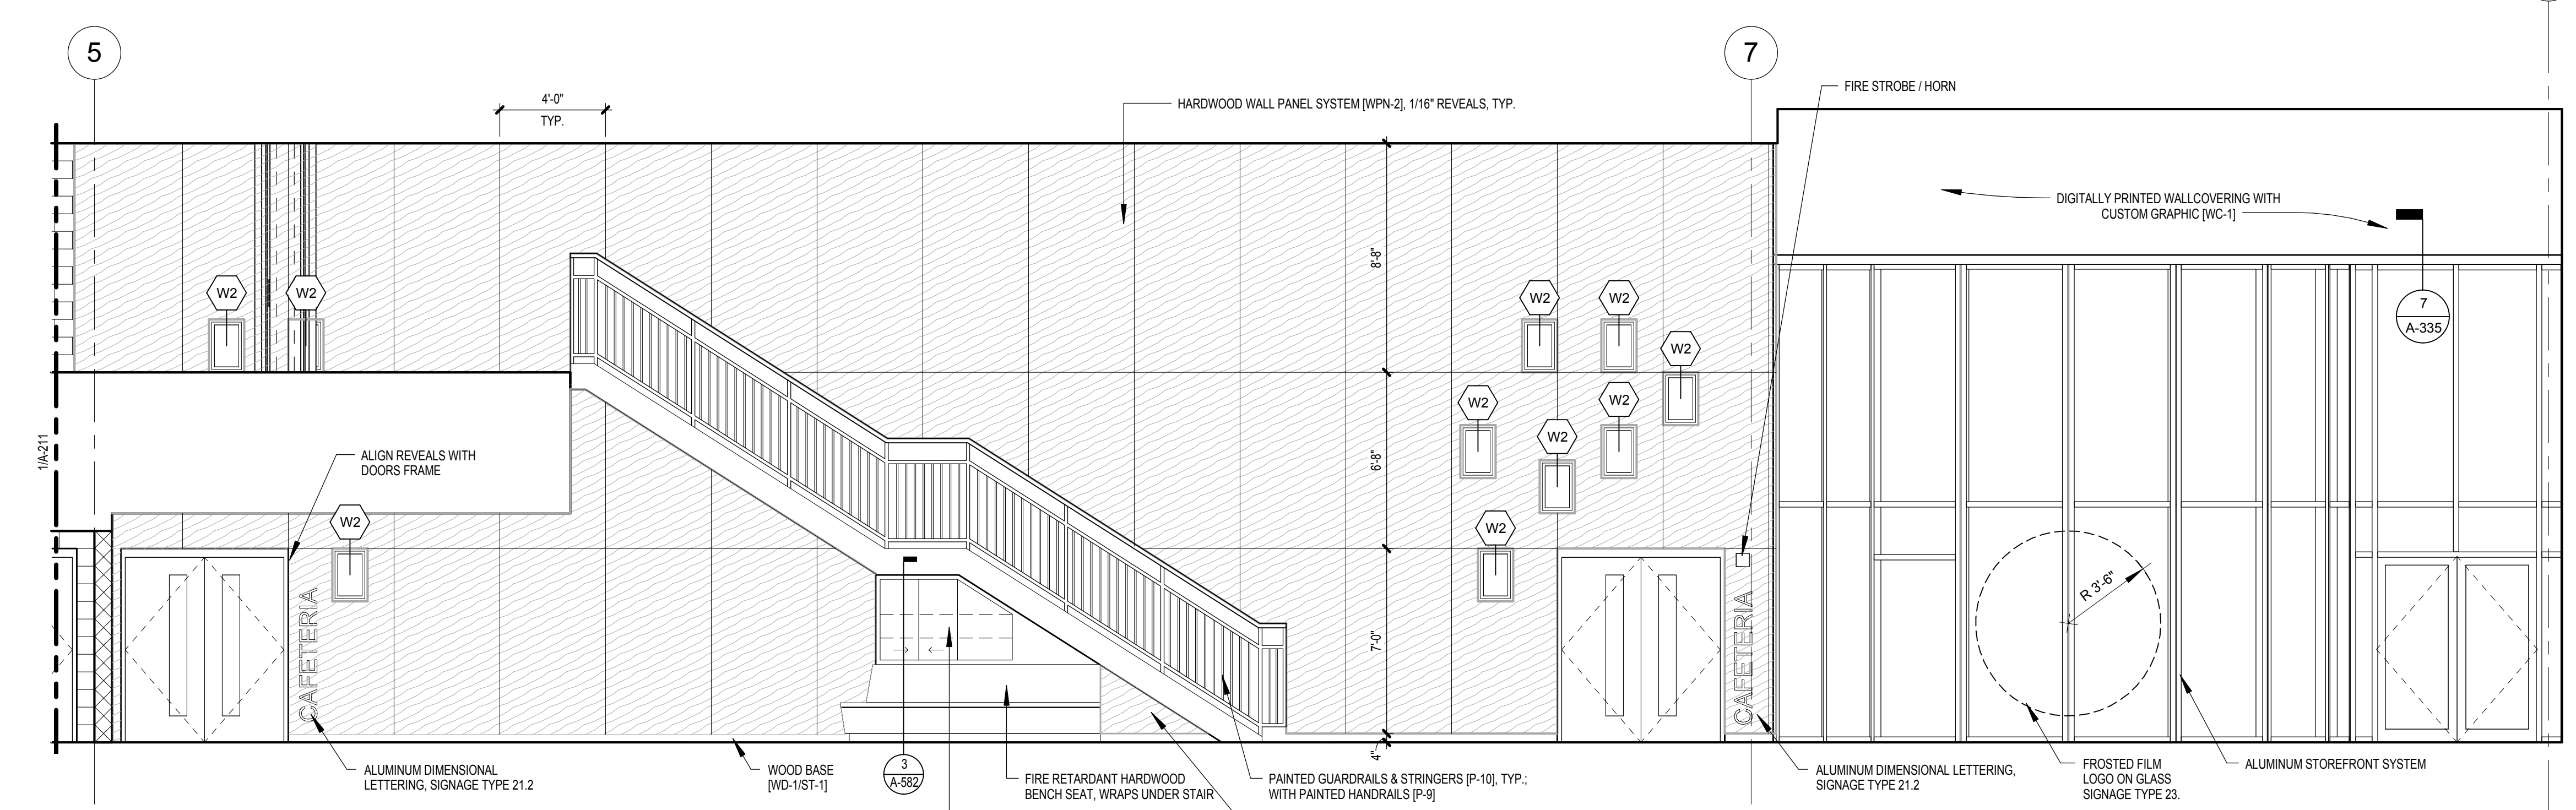 5
7
4'-0"
TYP.
HARDWOOD WALL PANEL SYSTEM [WPN-2], 1/16" REVEALS, TYP.
FIRE STROBE / HORN
DIGITALLY PRINTED WALLCOVERING WITH
CUSTOM GRAPHIC [WC-1]
8'-8"
W2
W2
W2
W2
W2
7
A-335
W2
W2
W2
1/A-211
ALIGN REVEALS WITH
DOORS FRAME
6'-8"
W2
W2
R 3'-6"
CAFETERIA
CAFETERIA
7'-0"
4"
ALUMINUM DIMENSIONAL
LETTERING, SIGNAGE TYPE 21.2
WOOD BASE
[WD-1/ST-1]
3
A-582
FIRE RETARDANT HARDWOOD
BENCH SEAT, WRAPS UNDER STAIR
PAINTED GUARDRAILS & STRINGERS [P-10], TYP.;
WITH PAINTED HANDRAILS [P-9]
ALUMINUM DIMENSIONAL LETTERING,
SIGNAGE TYPE 21.2
FROSTED FILM
LOGO ON GLASS
SIGNAGE TYPE 23.
ALUMINUM STOREFRONT SYSTEM